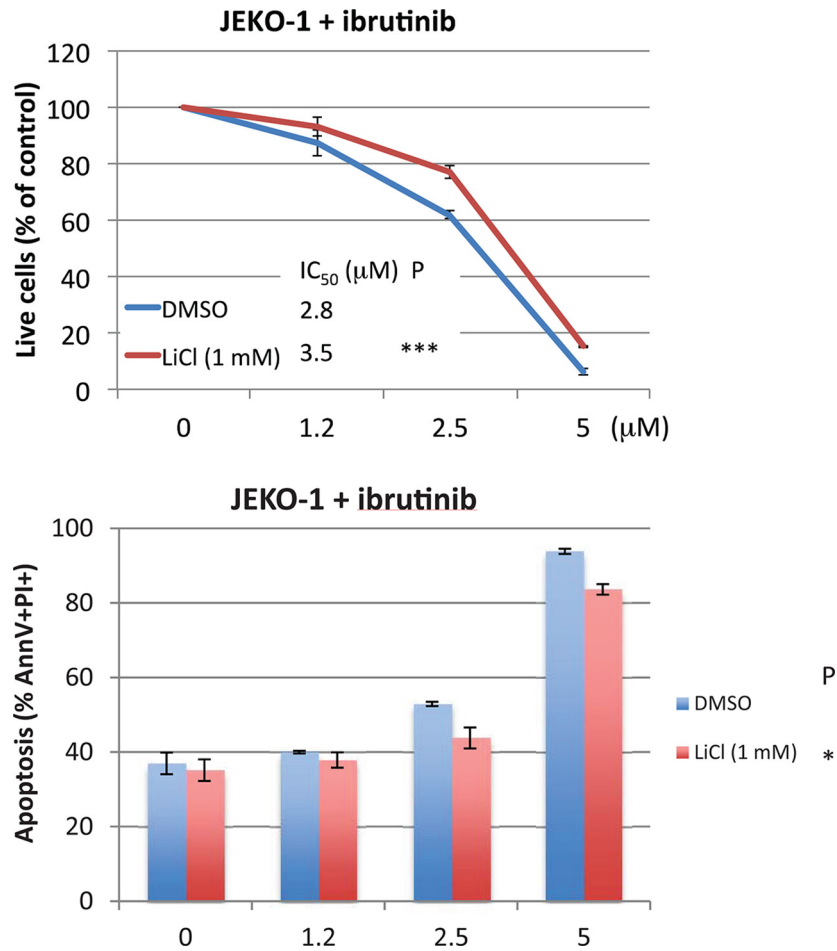 JEKO-1 + ibrutinib
Live cells (% of control)
120
100
80
60
40
20
0
IC50 (μM) P
DMSO 2.8
LiCl (1 mM) 3.5 ***
0 1.2 2.5 5 (μM)
JEKO-1 + ibrutinib
Apoptosis (% AnnV+PI+)
100
80
60
40
20
0
P
DMSO
LiCl (1 mM) *
0 1.2 2.5 5